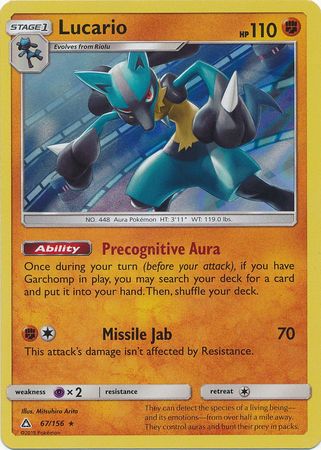 STAGE1
Lucario
HP 110
Evolves from Riolu
NO. 448 Aura Pokémon HT: 3'11" WT: 119.0 lbs.
Ability Precognitive Aura
Once during your turn (before your attack), if you have
Garchomp in play, you may search your deck for a card
and put it into your hand. Then, shuffle your deck.
Missile Jab 70
This attack's damage isn't affected by Resistance.
weakness ×2 resistance retreat
Illus. Mitsuhiro Arita
They can detect the species of a living being—
and its emotions—from over half a mile away.
They control auras and hunt their prey in packs.
67/156 ★
©2018 Pokémon